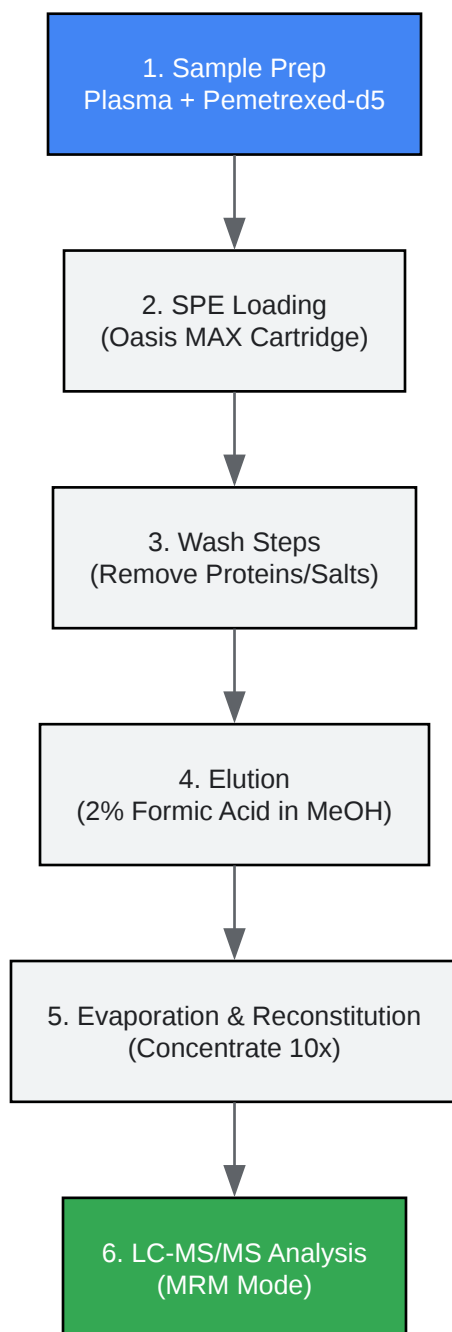 1. Sample Prep
Plasma + Pemetrexed-d5
2. SPE Loading
(Oasis MAX Cartridge)
3. Wash Steps
(Remove Proteins/Salts)
4. Elution
(2% Formic Acid in MeOH)
5. Evaporation & Reconstitution
(Concentrate 10x)
6. LC-MS/MS Analysis
(MRM Mode)